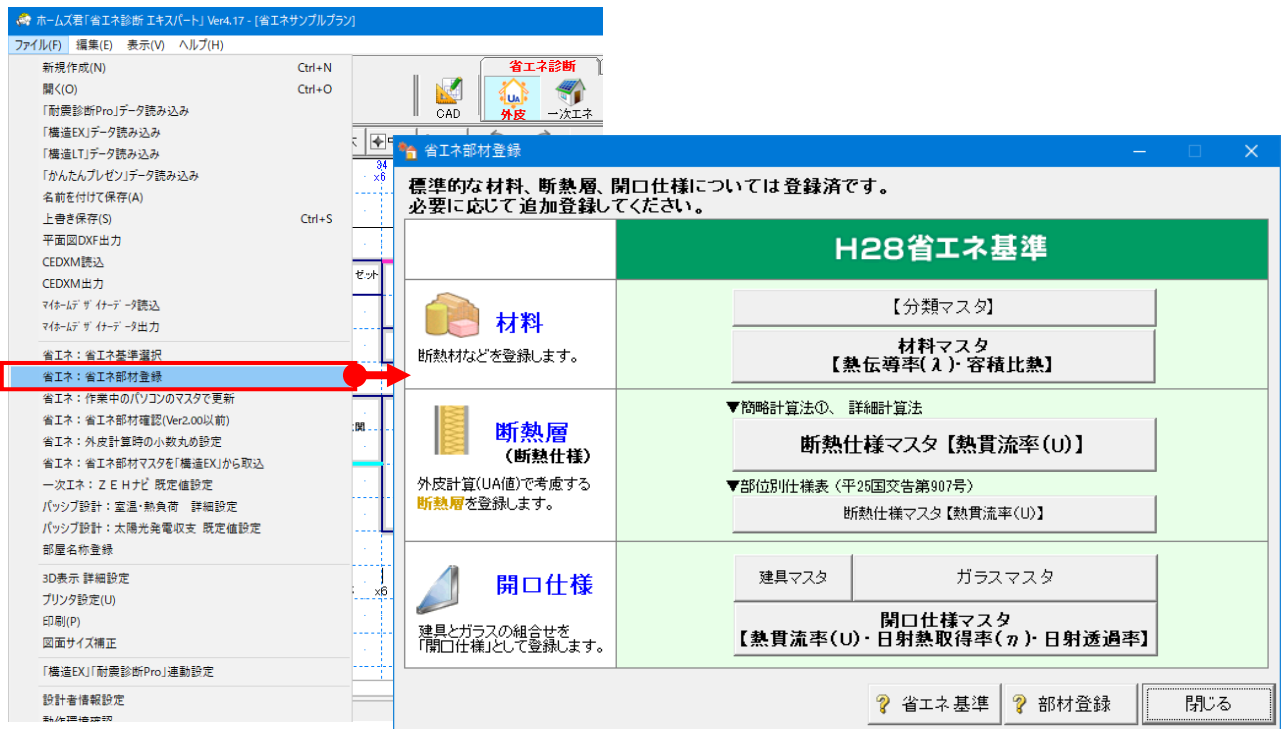 ホームズ君「省エネ診断 エキスパート」Ver4.17 - [省エネサンプルプラン]
ファイル(F) 編集(E) 表示(V) ヘルプ(H)
新規作成(N) Ctrl+N
開く(O) Ctrl+O
「耐震診断Pro」データ読み込み
「構造EX」データ読み込み
「構造LT」データ読み込み
「かんたんプレゼン」データ読み込み
名前を付けて保存(A)
上書き保存(S) Ctrl+S
平面図DXF出力
CEDXM読込
CEDXM出力
マイホームデザイナーデータ読込
マイホームデザイナーデータ出力
省エネ：省エネ基準選択
省エネ：省エネ部材登録
省エネ：作業中のパソコンのマスタで更新
省エネ：省エネ部材確認(Ver2.00以前)
省エネ：外皮計算時の小数丸め設定
省エネ：省エネ部材マスタを「構造EX」から取込
一次エネ：ＺＥＨナビ 既定値設定
パッシブ設計：室温・熱負荷 詳細設定
パッシブ設計：太陽光発電収支 既定値設定
部屋名称登録
3D表示 詳細設定
プリンタ設定(U)
印刷(P)
図面サイズ補正
「構造EX」「耐震診断Pro」連動設定
設計者情報設定
動作環境確認
省エネ診断
CAD
UA
外皮
一次エネ
94
x6
ゼット
関
x6
省エネ部材登録
標準的な材料、断熱層、開口仕様については登録済です。
必要に応じて追加登録してください。
H28省エネ基準
材料
断熱材などを登録します。
【分類マスタ】
材料マスタ
【熱伝導率(λ)・容積比熱】
断熱層
(断熱仕様)
外皮計算(UA値)で考慮する
断熱層を登録します。
▼簡略計算法①、 詳細計算法
断熱仕様マスタ【熱貫流率(U)】
▼部位別仕様表（平25国交告第907号）
断熱仕様マスタ【熱貫流率(U)】
開口仕様
建具とガラスの組合せを
「開口仕様」として登録します。
建具マスタ
ガラスマスタ
開口仕様マスタ
【熱貫流率(U)・日射熱取得率(η)・日射透過率】
省エネ基準
部材登録
閉じる